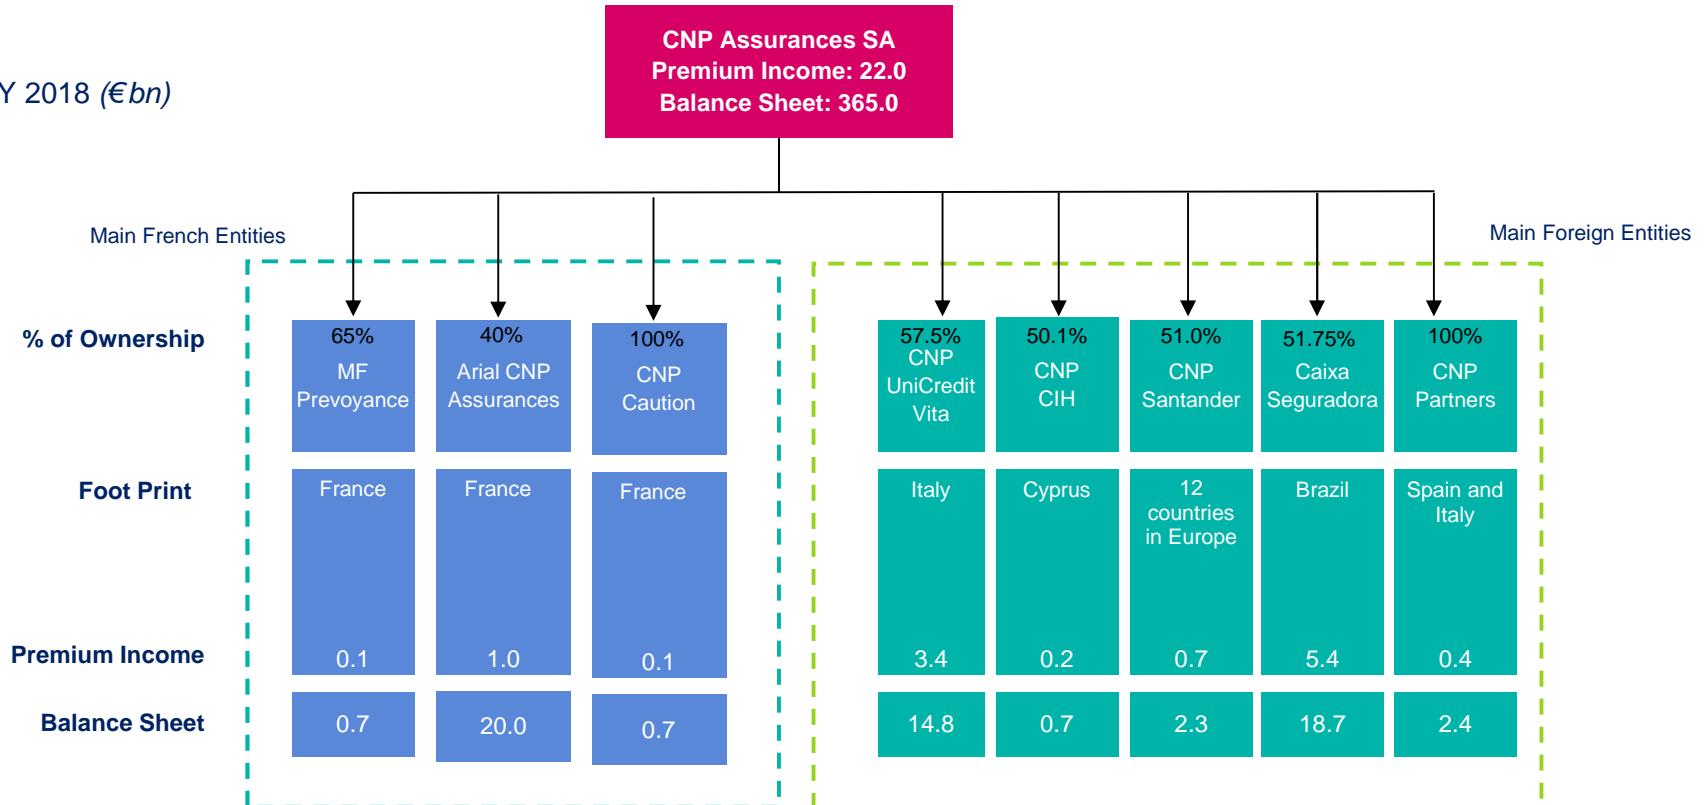 CNP Assurances SA
Premium Income: 22.0
Balance Sheet: 365.0
Y 2018 (€bn)
Main French Entities
Main Foreign Entities
% of Ownership
65%
MF
Prevoyance
40%
Arial CNP
Assurances
100%
CNP
Caution
57.5%
CNP
UniCredit
Vita
50.1%
CNP
CIH
51.0%
CNP
Santander
51.75%
Caixa
Seguradora
100%
CNP
Partners
Foot Print
France
France
France
Italy
Cyprus
12
countries
in Europe
Brazil
Spain and
Italy
Premium Income
0.1
1.0
0.1
3.4
0.2
0.7
5.4
0.4
Balance Sheet
0.7
20.0
0.7
14.8
0.7
2.3
18.7
2.4